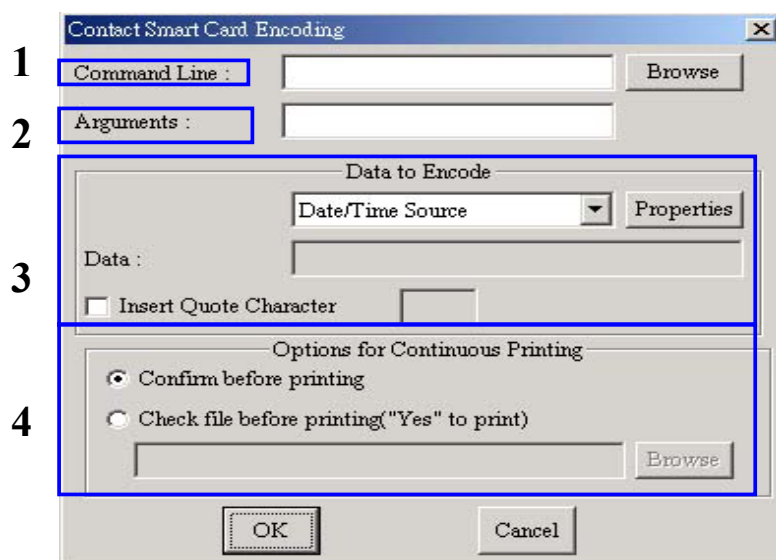 Contact Smart Card Encoding
1
Command Line : Browse
2
Arguments :
Data to Encode
Date/Time Source Properties
Data :
3
Insert Quote Character
Options for Continuous Printing
Confirm before printing
4
Check file before printing("Yes" to print)
Browse
OK Cancel